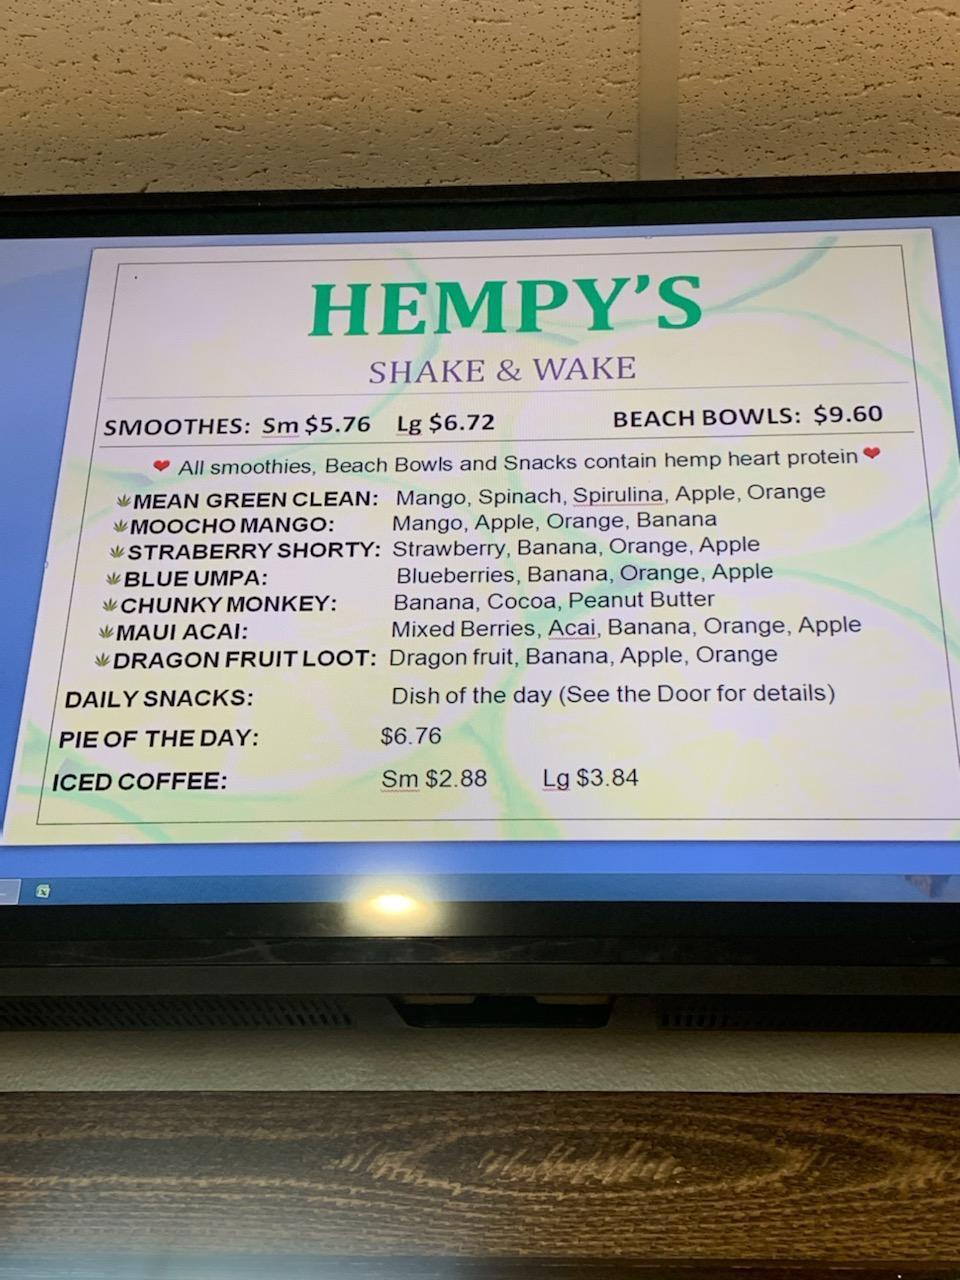 HEMPY'S
SHAKE & WAKE
SMOOTHES: Sm $5.76 Lg $6.72 BEACH BOWLS: $9.60
❤ All smoothies, Beach Bowls and Snacks contain hemp heart protein ❤
MEAN GREEN CLEAN: Mango, Spinach, Spirulina, Apple, Orange
MOOCHO MANGO: Mango, Apple, Orange, Banana
STRABERRY SHORTY: Strawberry, Banana, Orange, Apple
BLUE UMPA: Blueberries, Banana, Orange, Apple
CHUNKY MONKEY: Banana, Cocoa, Peanut Butter
MAUI ACAI: Mixed Berries, Acai, Banana, Orange, Apple
DRAGON FRUIT LOOT: Dragon fruit, Banana, Apple, Orange
DAILY SNACKS: Dish of the day (See the Door for details)
PIE OF THE DAY: $6.76
ICED COFFEE: Sm $2.88 Lg $3.84